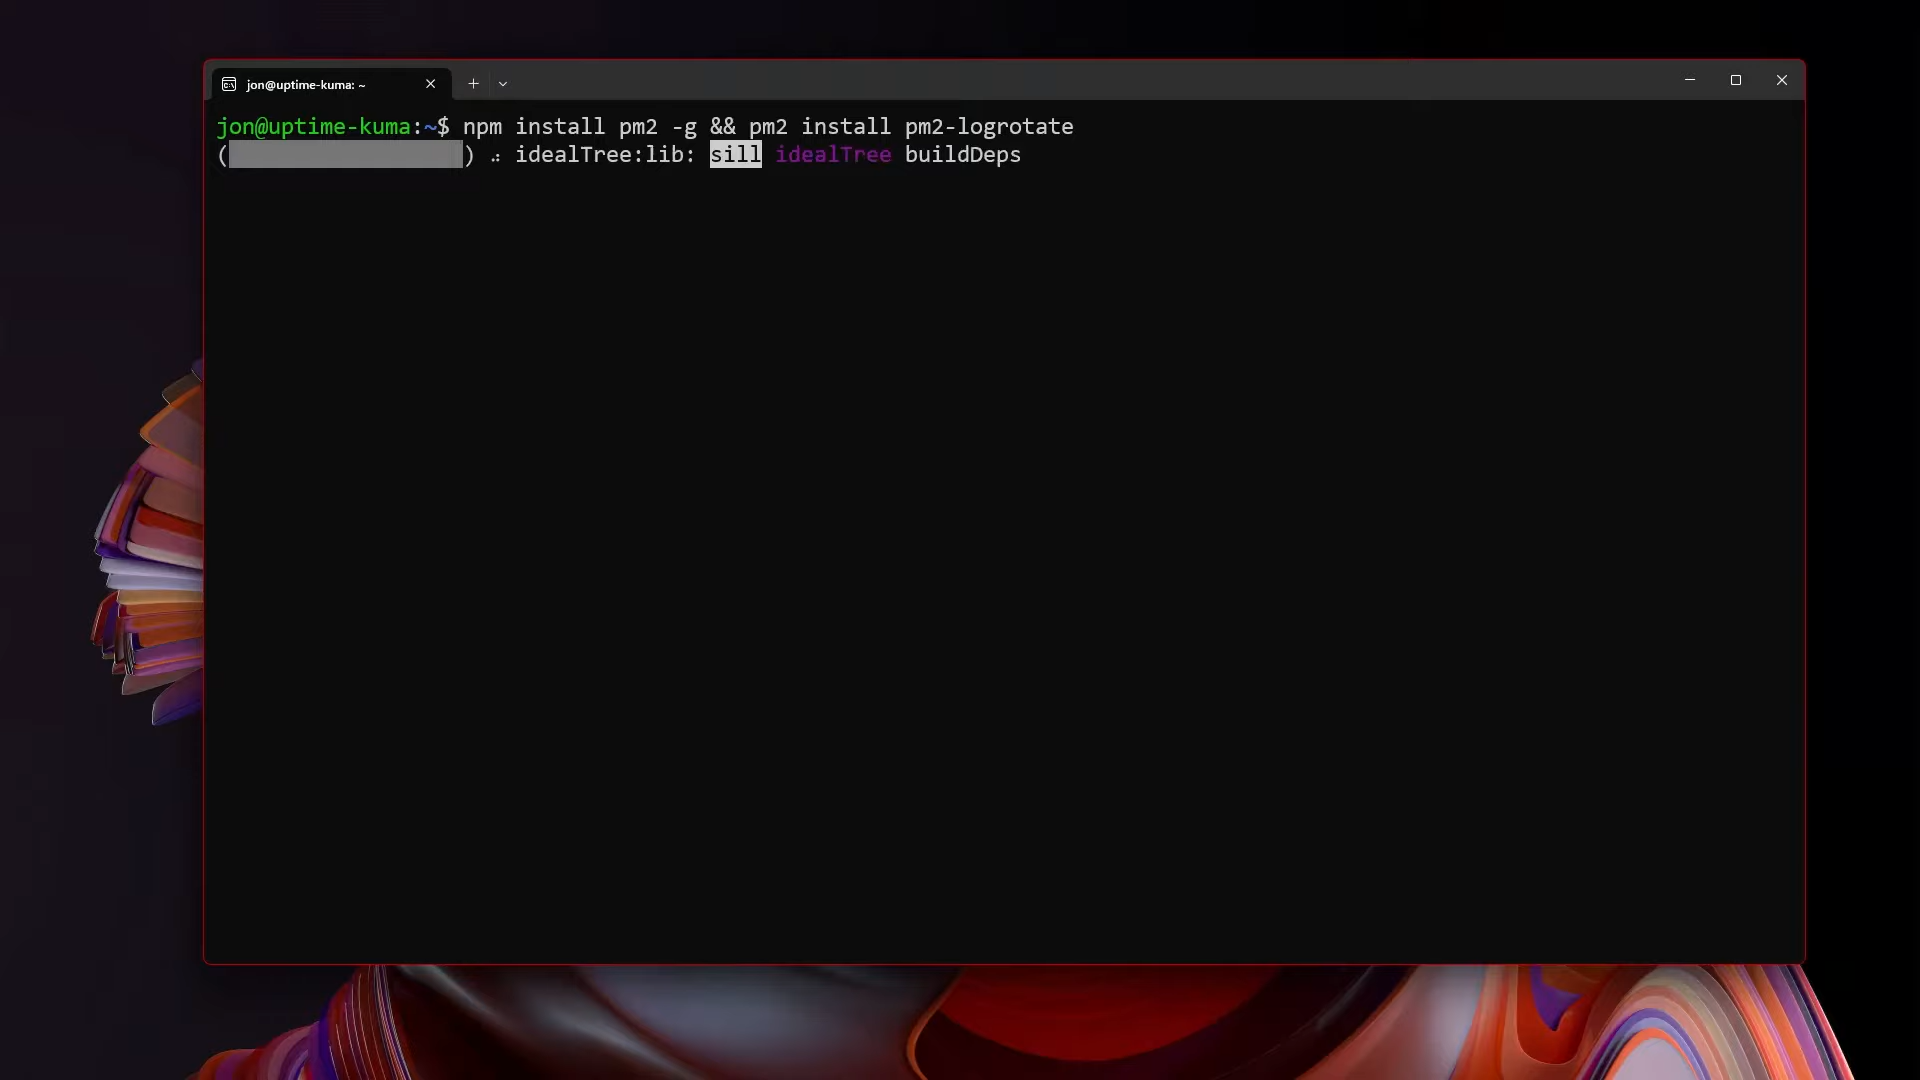 jon@uptime-kuma: ~
jon@uptime-kuma:~$ npm install pm2 -g && pm2 install pm2-logrotate
(                  ) ⠴ idealTree:lib: sill idealTree buildDeps